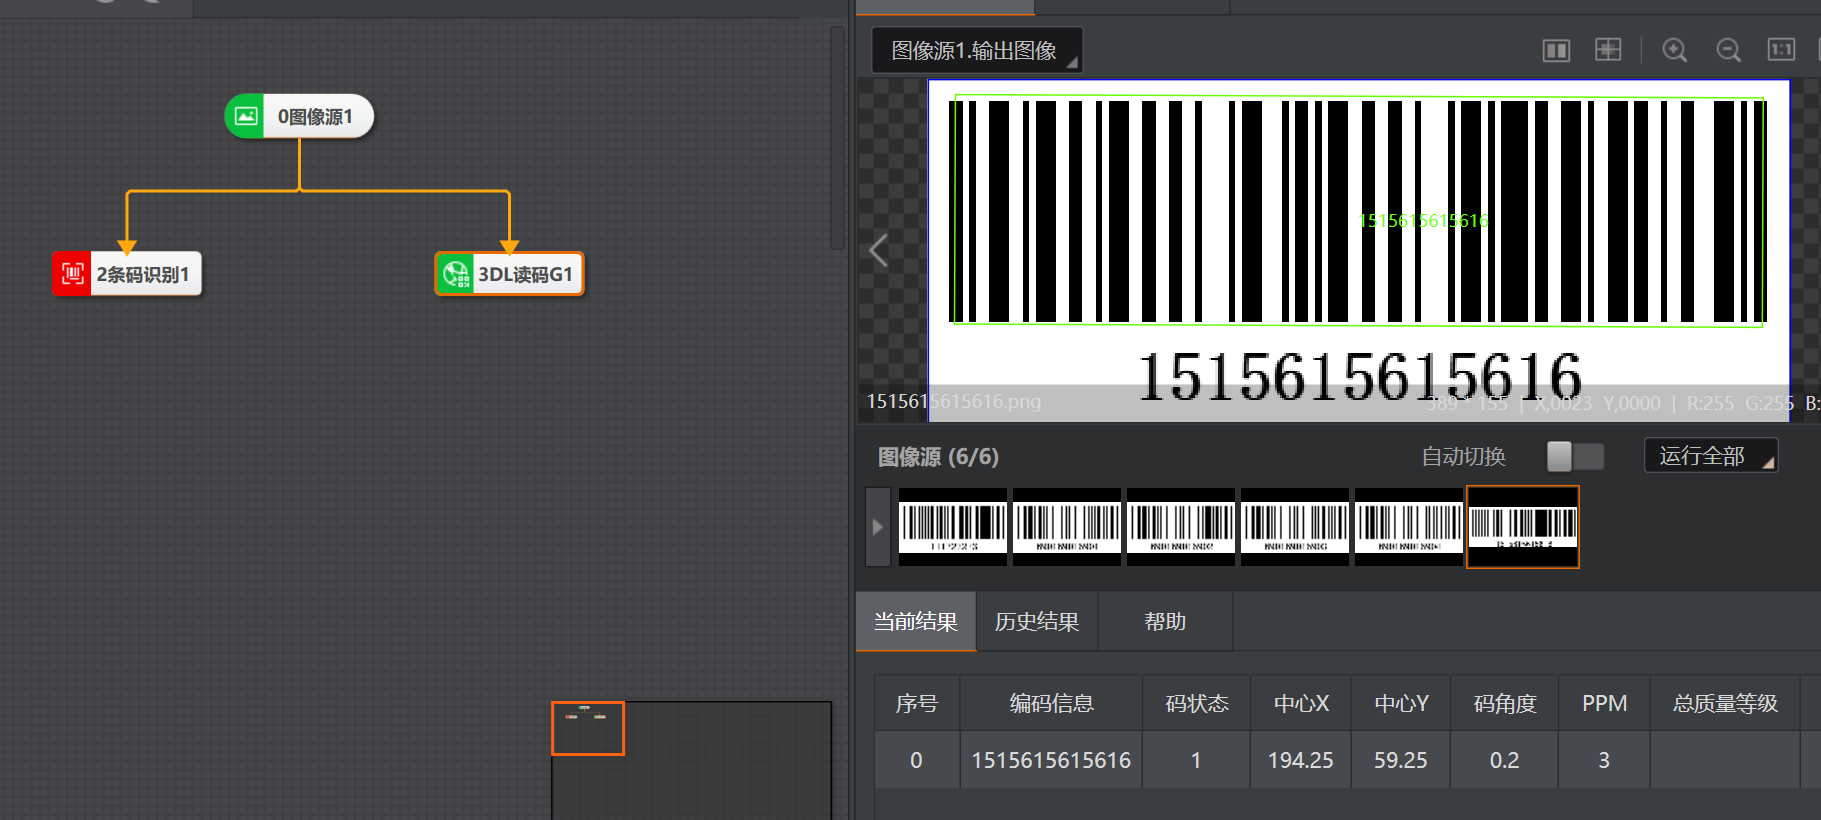 0图像源1
2条码识别1
3DL读码G1
图像源1.输出图像
1:1
1515615615616
1515615615616
1515615615616.png
389 * 155 | X,0023 Y,0000 | R:255 G:255 B:
图像源 (6/6)
自动切换
运行全部
当前结果
历史结果
帮助
序号 编码信息 码状态 中心X 中心Y 码角度 PPM 总质量等级
0 1515615615616 1 194.25 59.25 0.2 3